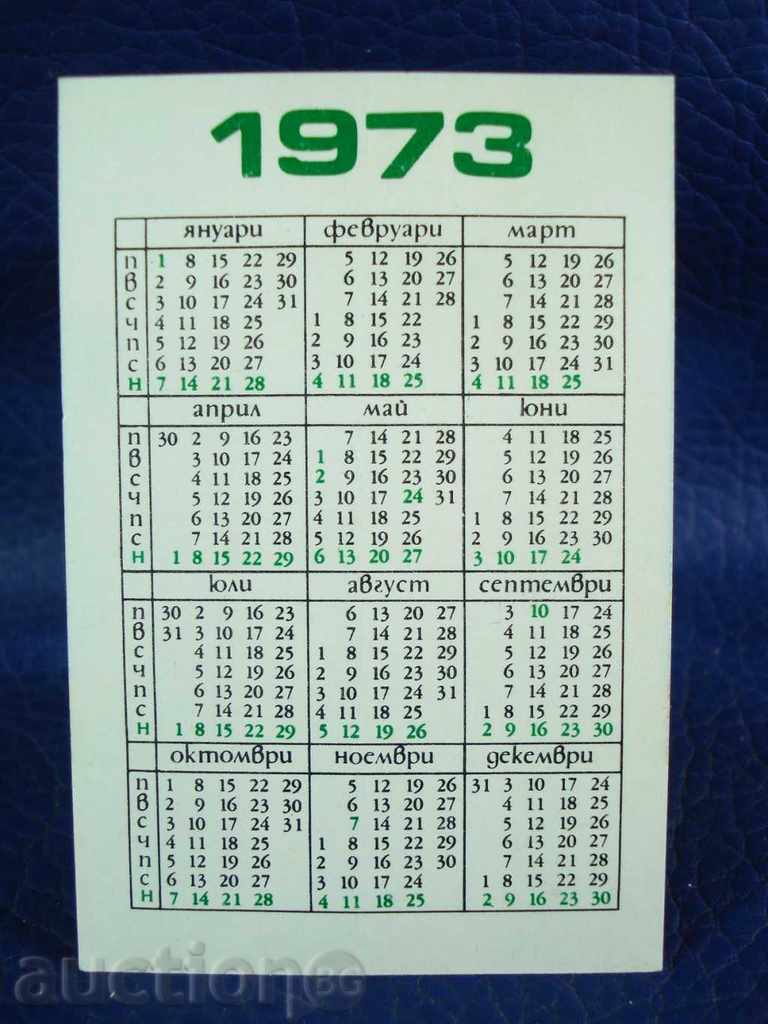 1973
януари февруари март
п 1 8 15 22 29 5 12 19 26 5 12 19 26
в 2 9 16 23 30 6 13 20 27 6 13 20 27
с 3 10 17 24 31 7 14 21 28 7 14 21 28
ч 4 11 18 25 1 8 15 22 1 8 15 22 29
п 5 12 19 26 2 9 16 23 2 9 16 23 30
с 6 13 20 27 3 10 17 24 3 10 17 24 31
н 7 14 21 28 4 11 18 25 4 11 18 25
април май юни
п 30 2 9 16 23 7 14 21 28 4 11 18 25
в 3 10 17 24 1 8 15 22 29 5 12 19 26
с 4 11 18 25 2 9 16 23 30 6 13 20 27
ч 5 12 19 26 3 10 17 24 31 7 14 21 28
п 6 13 20 27 4 11 18 25 1 8 15 22 29
с 7 14 21 28 5 12 19 26 2 9 16 23 30
н 1 8 15 22 29 6 13 20 27 3 10 17 24
юли август септември
п 30 2 9 16 23 6 13 20 27 3 10 17 24
в 31 3 10 17 24 7 14 21 28 4 11 18 25
с 4 11 18 25 1 8 15 22 29 5 12 19 26
ч 5 12 19 26 2 9 16 23 30 6 13 20 27
п 6 13 20 27 3 10 17 24 31 7 14 21 28
с 7 14 21 28 4 11 18 25 1 8 15 22 29
н 1 8 15 22 29 5 12 19 26 2 9 16 23 30
октомври ноември декември
п 1 8 15 22 29 5 12 19 26 31 3 10 17 24
в 2 9 16 23 30 6 13 20 27 4 11 18 25
с 3 10 17 24 31 7 14 21 28 5 12 19 26
ч 4 11 18 25 1 8 15 22 29 6 13 20 27
п 5 12 19 26 2 9 16 23 30 7 14 21 28
с 6 13 20 27 3 10 17 24 1 8 15 22 29
н 7 14 21 28 4 11 18 25 2 9 16 23 30
auctionBG